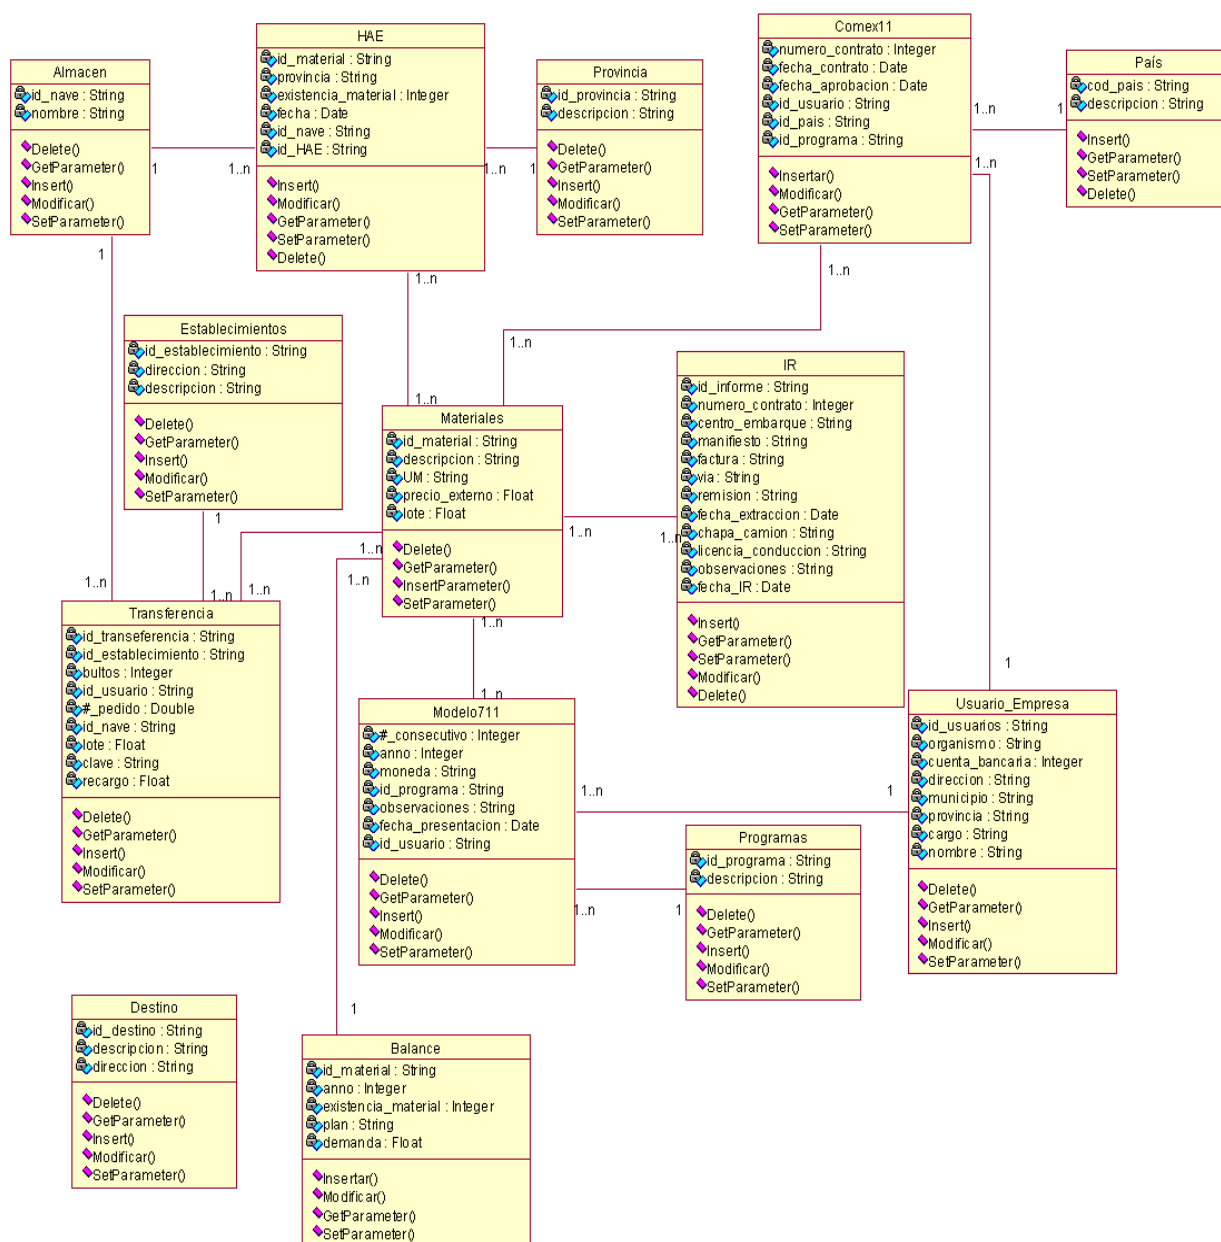 HAE
id_material : String
provincia : String
existencia_material : Integer
fecha : Date
id_nave : String
id_HAE : String
Insert()
Modificar()
GetParameter()
SetParameter()
Delete()
Comex11
numero_contrato : Integer
fecha_contrato : Date
fecha_aprobacion : Date
id_usuario : String
id_pais : String
id_programa : String
Insertar()
Modificar()
GetParameter()
SetParameter()
Almacen
id_nave : String
nombre : String
Delete()
GetParameter()
Insert()
Modificar()
SetParameter()
Provincia
id_provincia : String
descripcion : String
Delete()
GetParameter()
Insert()
Modificar()
SetParameter()
País
cod_pais : String
descripcion : String
Insert()
GetParameter()
SetParameter()
Delete()
1
1..n
1..n
1
1..n
1
1..n
1
1..n
1..n
Establecimientos
id_establecimiento : String
direccion : String
descripcion : String
Delete()
GetParameter()
Insert()
Modificar()
SetParameter()
1..n
1..n
Materiales
id_material : String
descripcion : String
UM : String
precio_externo : Float
lote : Float
Delete()
GetParameter()
InsertParameter()
SetParameter()
IR
id_informe : String
numero_contrato : Integer
centro_embarque : String
manifiesto : String
factura : String
via : String
remision : String
fecha_extraccion : Date
chapa_camion : String
licencia_conduccion : String
observaciones : String
fecha_IR : Date
Insert()
GetParameter()
SetParameter()
Modificar()
Delete()
1
1..n
1..n
1..n
1..n
1..n
1..n
1..n
1..n
1
Transferencia
id_transeferencia : String
id_establecimiento : String
bultos : Integer
id_usuario : String
#_pedido : Double
id_nave : String
lote : Float
clave : String
recargo : Float
Delete()
GetParameter()
Insert()
Modificar()
SetParameter()
1..n
Modelo711
#_consecutivo : Integer
anno : Integer
moneda : String
id_programa : String
observaciones : String
fecha_presentacion : Date
id_usuario : String
Delete()
GetParameter()
Insert()
Modificar()
SetParameter()
Usuario_Empresa
id_usuarios : String
organismo : String
cuenta_bancaria : Integer
direccion : String
municipio : String
provincia : String
cargo : String
nombre : String
Delete()
GetParameter()
Insert()
Modificar()
SetParameter()
1..n
1
Programas
id_programa : String
descripcion : String
Delete()
GetParameter()
Insert()
Modificar()
SetParameter()
1..n
1
Destino
id_destino : String
descripcion : String
direccion : String
Delete()
GetParameter()
Insert()
Modificar()
SetParameter()
1
Balance
id_material : String
anno : Integer
existencia_material : Integer
plan : String
demanda : Float
Insertar()
Modificar()
GetParameter()
SetParameter()